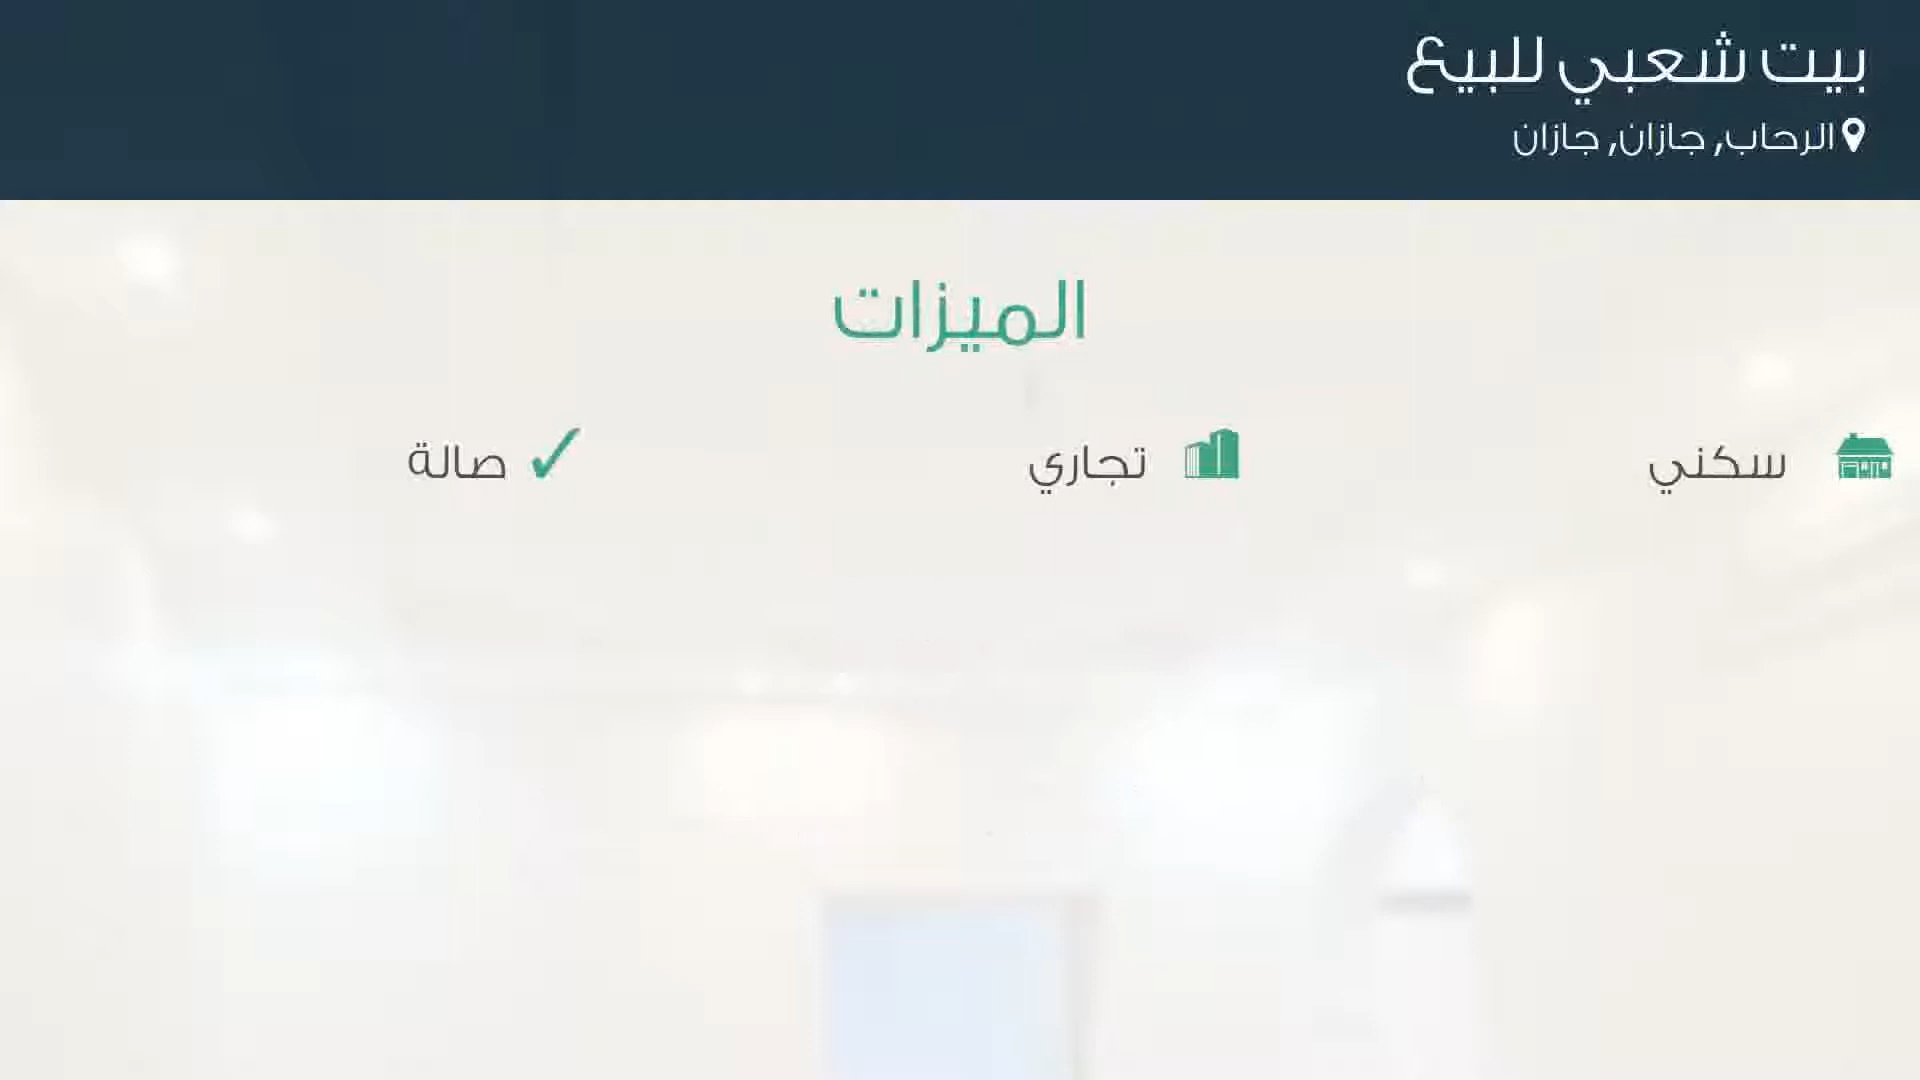 بيت شعبي للبيع
الرحاب, جازان, جازان
الميزات
سكني
تجاري
صالة